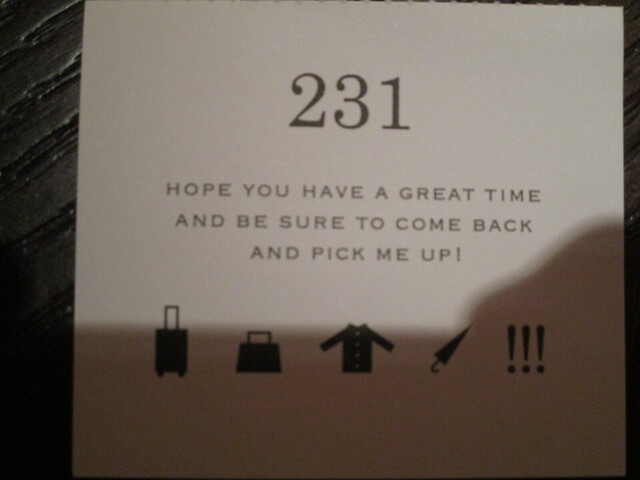 231
HOPE YOU HAVE A GREAT TIME
AND BE SURE TO COME BACK
AND PICK ME UP!
!!!